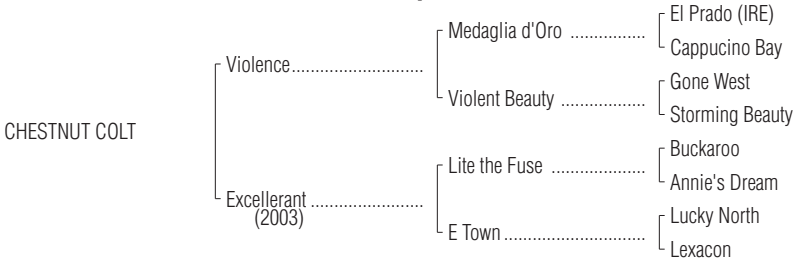 El Prado (IRE)
Medaglia d'Oro ................
Cappucino Bay
Violence............................
Gone West
Violent Beauty ..................
Storming Beauty
CHESTNUT COLT
Buckaroo
Lite the Fuse ....................
Annie's Dream
Excellerant ........................
(2003)
Lucky North
E Town..............................
Lexacon